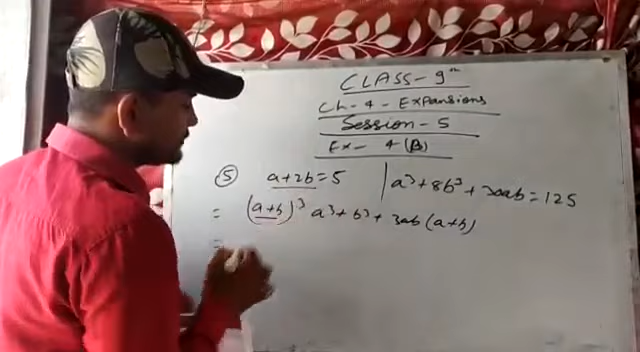 CLASS - 9th
Ch - 4 - Expansions
Session - 5
Ex - 4 (B)
(5) a+2b=5 | a³+8b³+30ab=125
= (a+b)³ a³+b³+3ab(a+b)
=